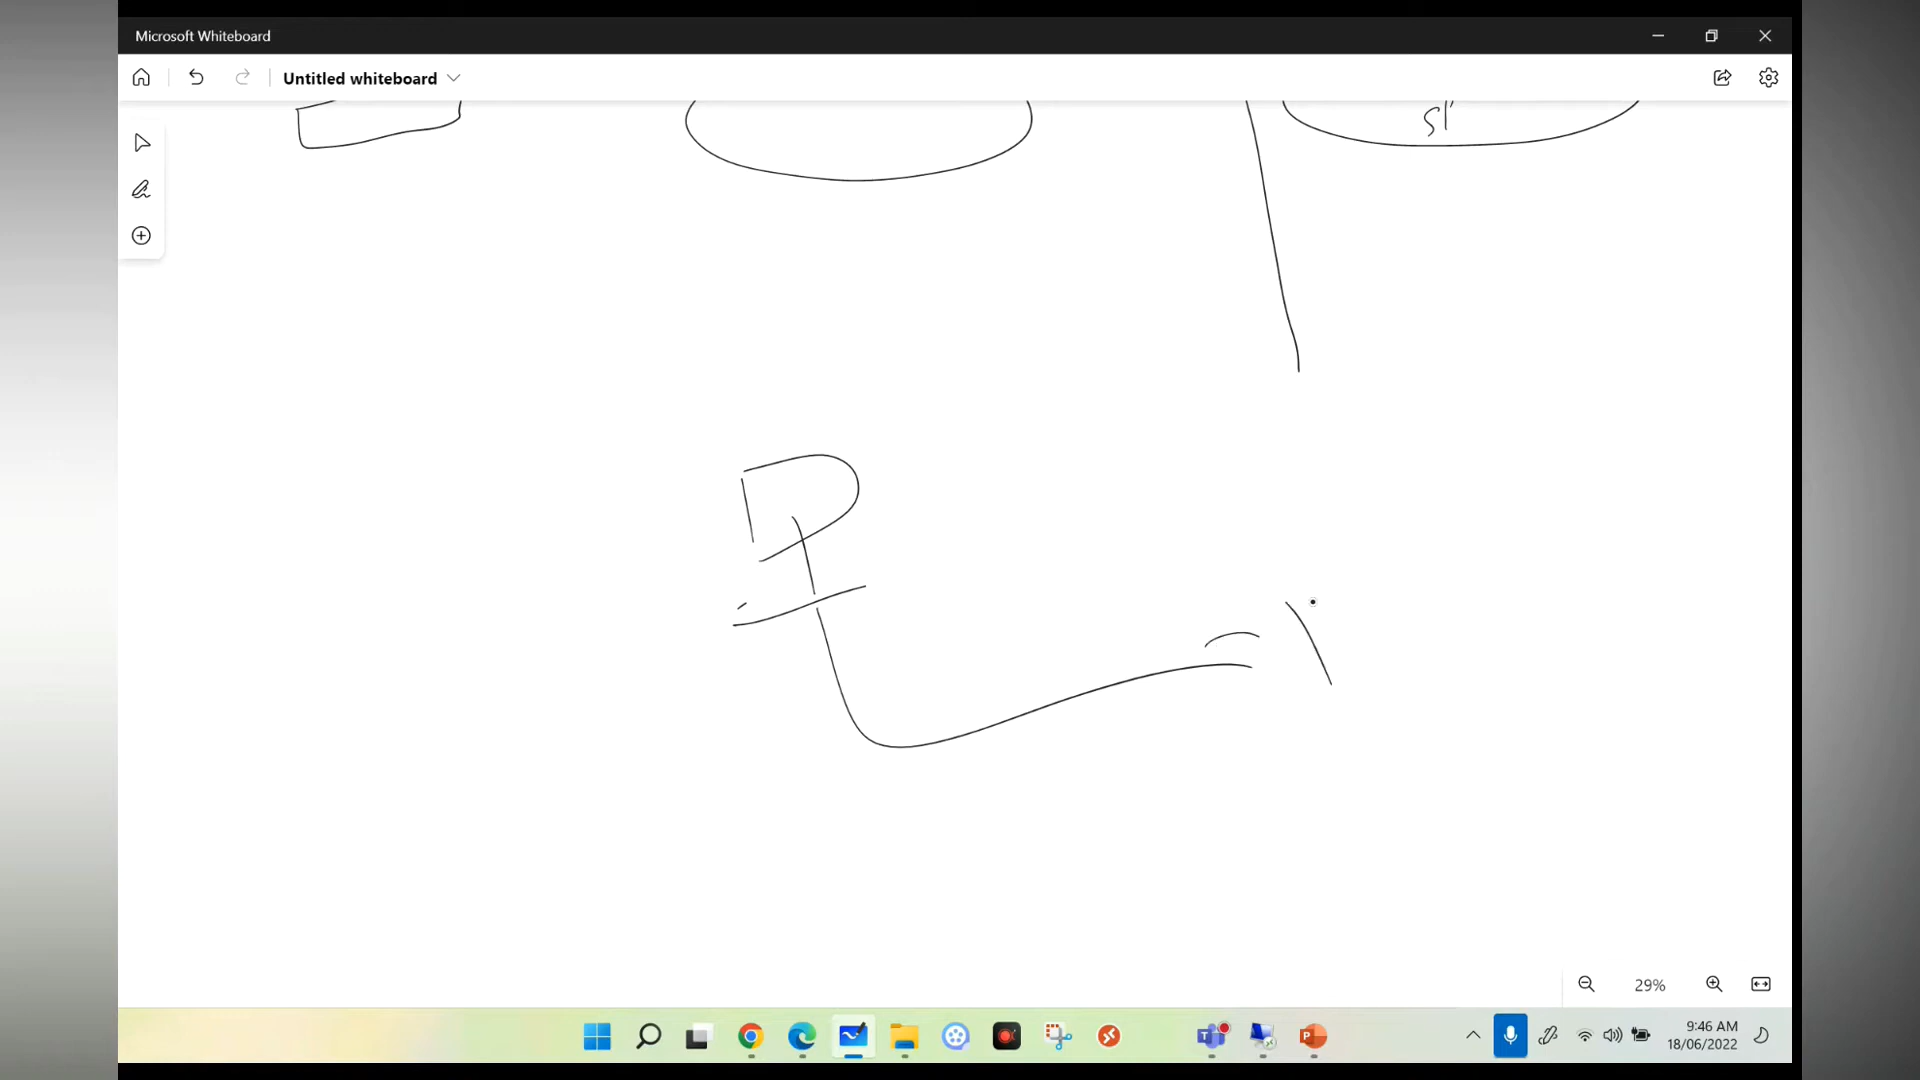 Microsoft Whiteboard
Untitled whiteboard
D
29%
9:46 AM
18/06/2022